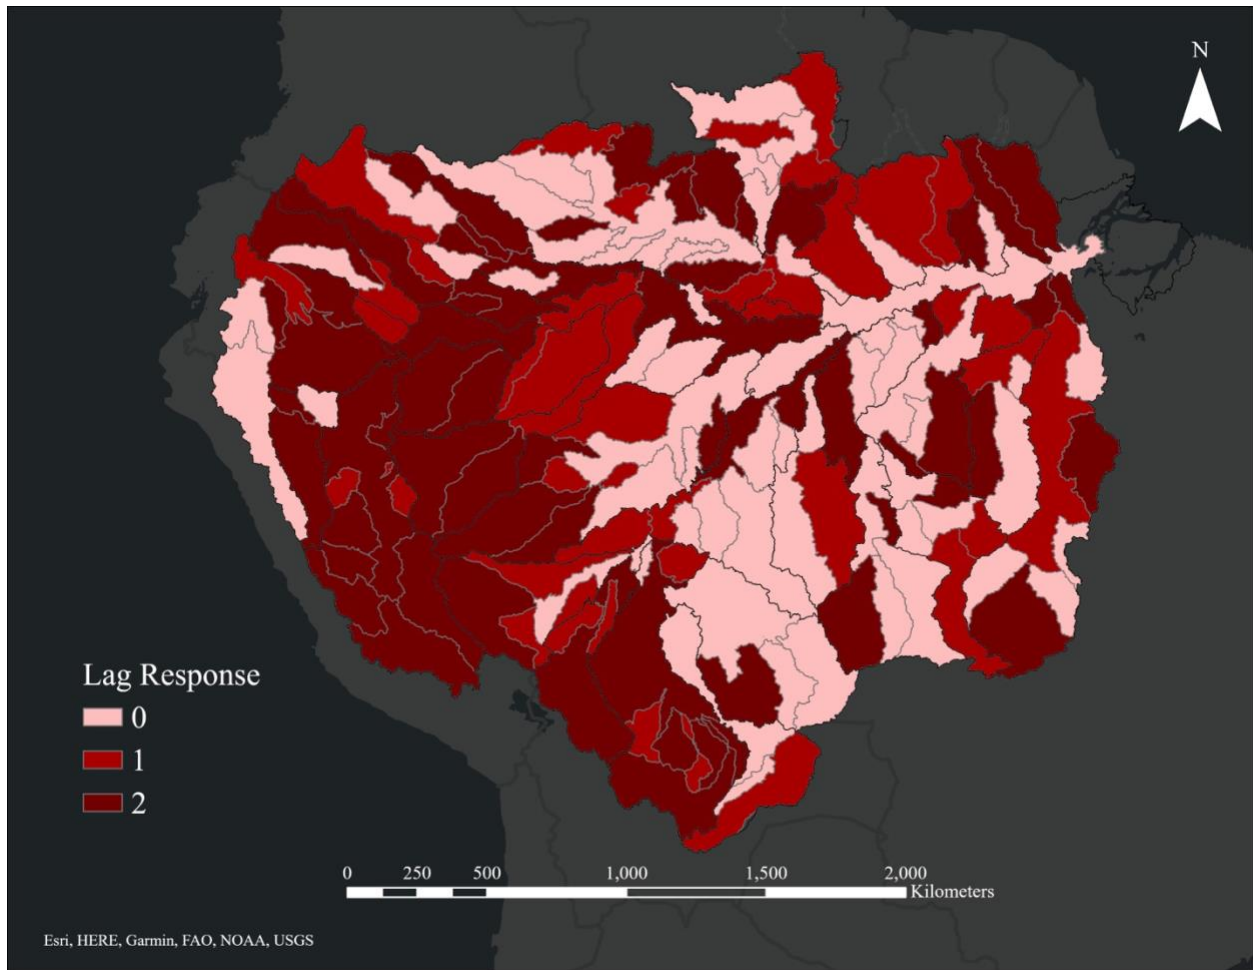 N
Lag Response
0
1
2
0 250 500 1,000 1,500 2,000
Kilometers
Esri, HERE, Garmin, FAO, NOAA, USGS